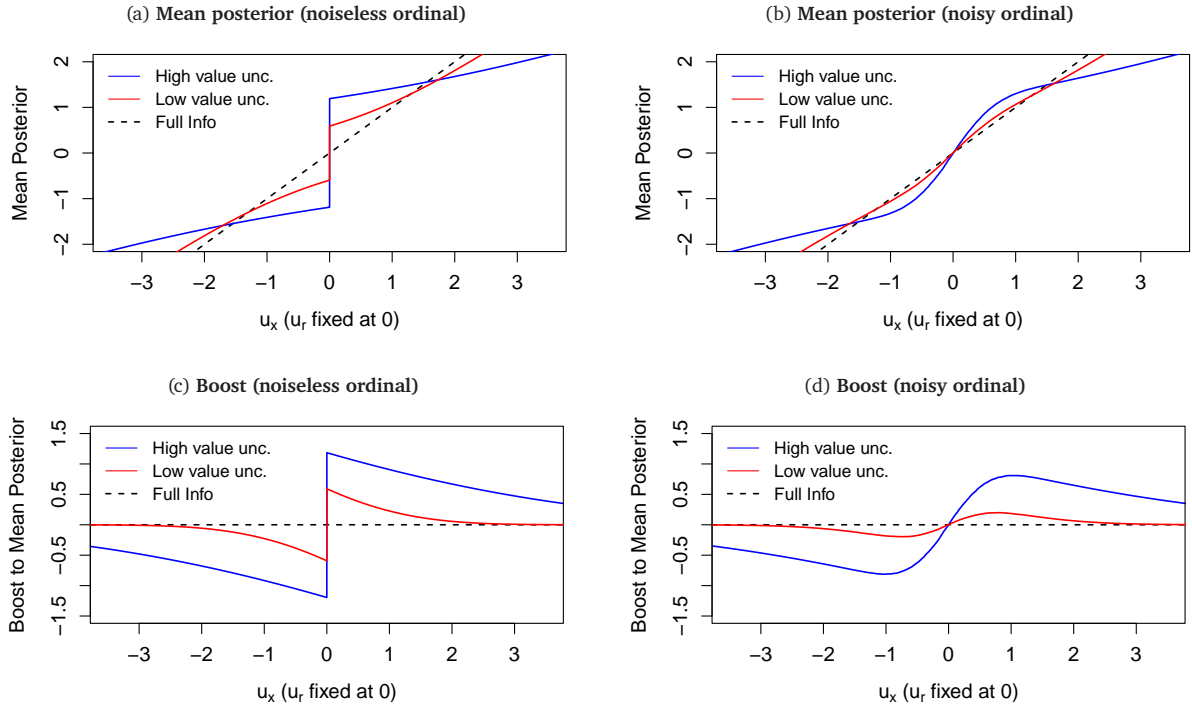 (a) Mean posterior (noiseless ordinal)
Mean Posterior
2
1
0
−1
−2
High value unc.
Low value unc.
Full Info
−3 −2 −1 0 1 2 3
u_x (u_r fixed at 0)
(b) Mean posterior (noisy ordinal)
Mean Posterior
2
1
0
−1
−2
High value unc.
Low value unc.
Full Info
−3 −2 −1 0 1 2 3
u_x (u_r fixed at 0)
(c) Boost (noiseless ordinal)
Boost to Mean Posterior
1.5
0.5
−0.5
−1.5
High value unc.
Low value unc.
Full Info
−3 −2 −1 0 1 2 3
u_x (u_r fixed at 0)
(d) Boost (noisy ordinal)
Boost to Mean Posterior
1.5
0.5
−0.5
−1.5
High value unc.
Low value unc.
Full Info
−3 −2 −1 0 1 2 3
u_x (u_r fixed at 0)